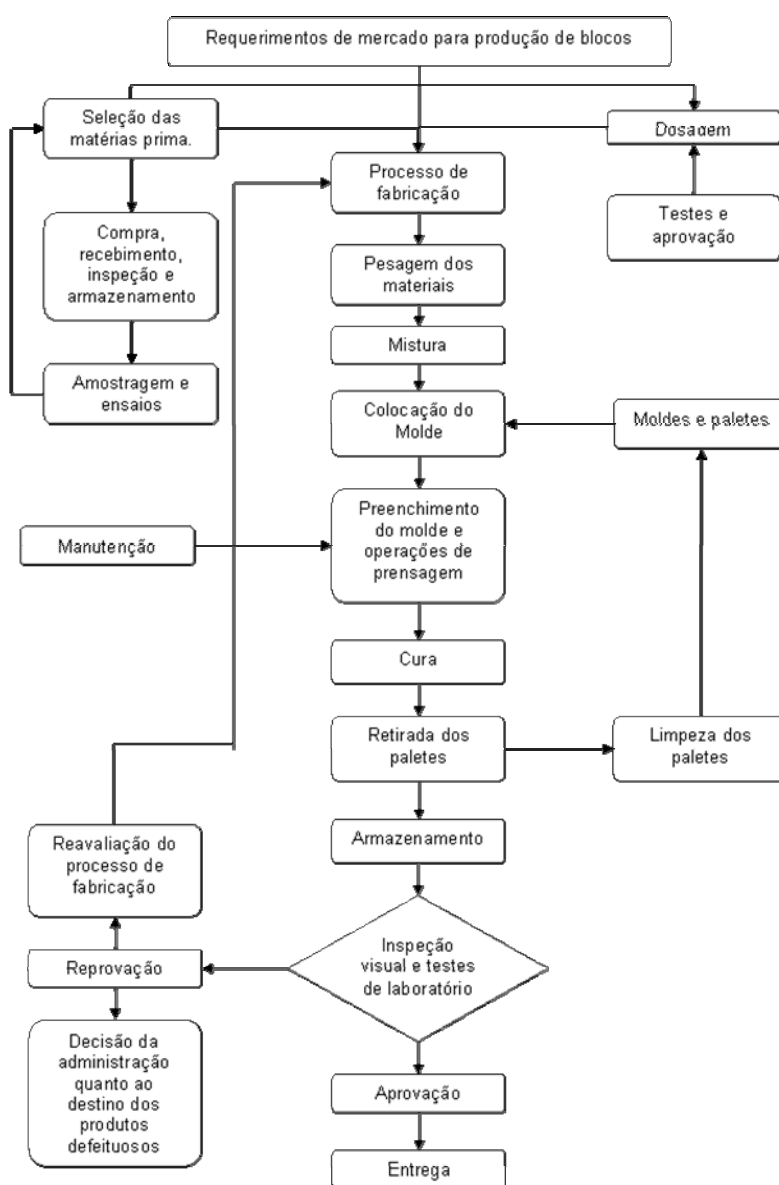 Requerimentos de mercado para produção de blocos
Seleção das
matérias prima.
Dosagem
Processo de
fabricação
Testes e
aprovação
Compra,
recebimento,
inspeção e
armazenamento
Pesagem dos
materiais
Mistura
Amostragem e
ensaios
Colocação do
Molde
Moldes e paletes
Manutenção
Preenchimento
do molde e
operações de
prensagem
Cura
Retirada dos
paletes
Limpeza dos
paletes
Armazenamento
Reavaliação do
processo de
fabricação
Inspeção
visual e testes
de laboratório
Reprovação
Decisão da
administração
quanto ao
destino dos
produtos
defeituosos
Aprovação
Entrega